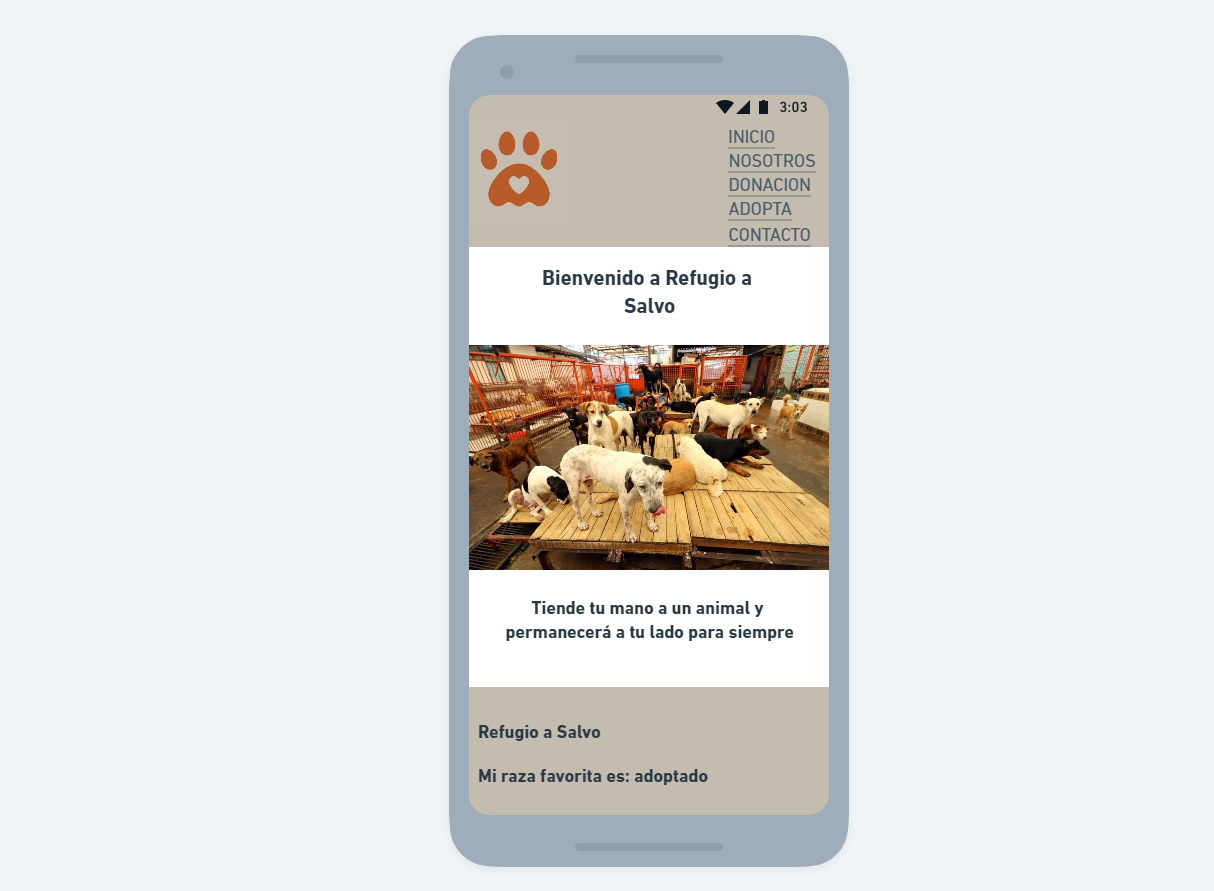 3:03
INICIO
NOSOTROS
DONACION
ADOPTA
CONTACTO
Bienvenido a Refugio a
Salvo
Tiende tu mano a un animal y
permanecerá a tu lado para siempre
Refugio a Salvo
Mi raza favorita es: adoptado